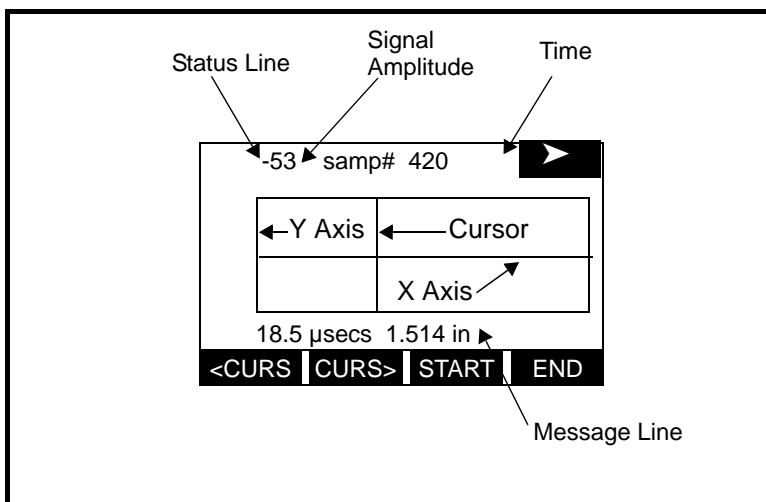 Status Line
Signal
Amplitude
Time
-53 samp# 420
Y Axis
Cursor
X Axis
18.5 µsecs 1.514 in
<CURS CURS> START END
Message Line